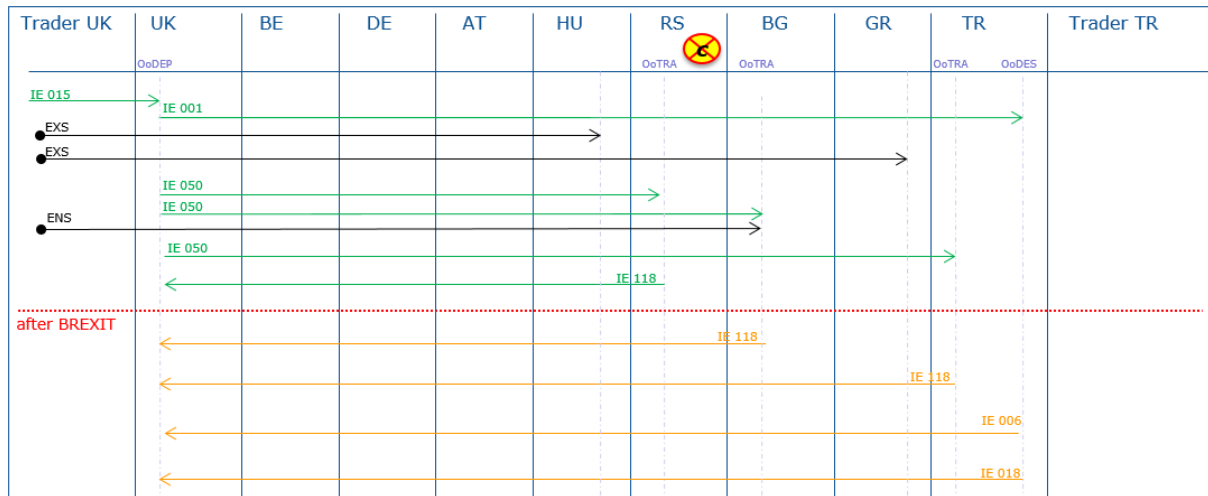 Trader UK UK BE DE AT HU RS BG GR TR Trader TR
C
OoDEP OoTRA OoTRA OoTRA OoDES
IE 015
IE 001
EXS
EXS
IE 050
IE 050
ENS
IE 050
IE 118
after BREXIT
IE 118
IE 118
IE 006
IE 018